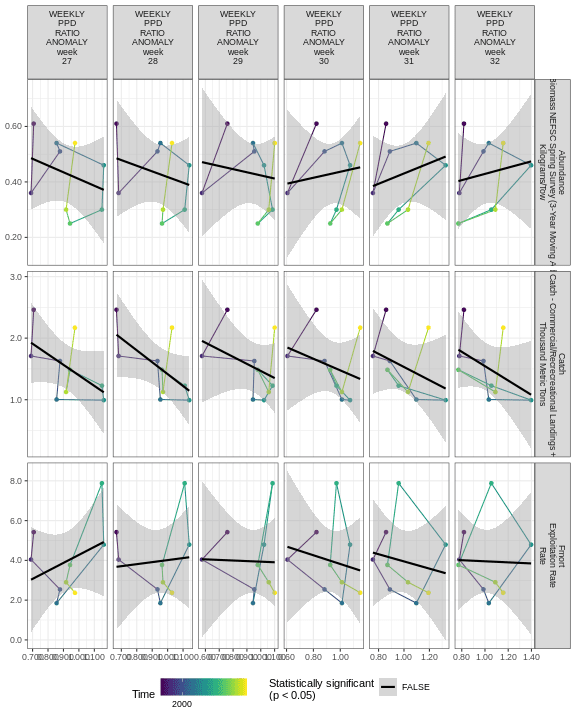 WEEKLY PPD RATIO ANOMALY week 27
WEEKLY PPD RATIO ANOMALY week 28
WEEKLY PPD RATIO ANOMALY week 29
WEEKLY PPD RATIO ANOMALY week 30
WEEKLY PPD RATIO ANOMALY week 31
WEEKLY PPD RATIO ANOMALY week 32
0.60
0.40
0.20
Abundance
Biomass NEFSC Spring Survey (3-Year Moving A
Kilograms/Tow
3.0
2.0
1.0
Catch
Catch - Commercial/Recreational Landings +
Thousand Metric Tons
8.0
6.0
4.0
2.0
0.0
Fmort
Exploitation Rate
Rate
0.80 1.00
0.80 1.00 1.20
0.80 1.00 1.20 1.40
Time
2000
Statistically significant
(p < 0.05)
FALSE